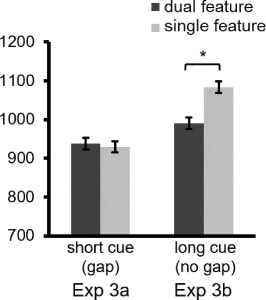 dual feature
single feature
1200
1100
1000
900
800
700
*
short cue
(gap)
long cue
(no gap)
Exp 3a
Exp 3b